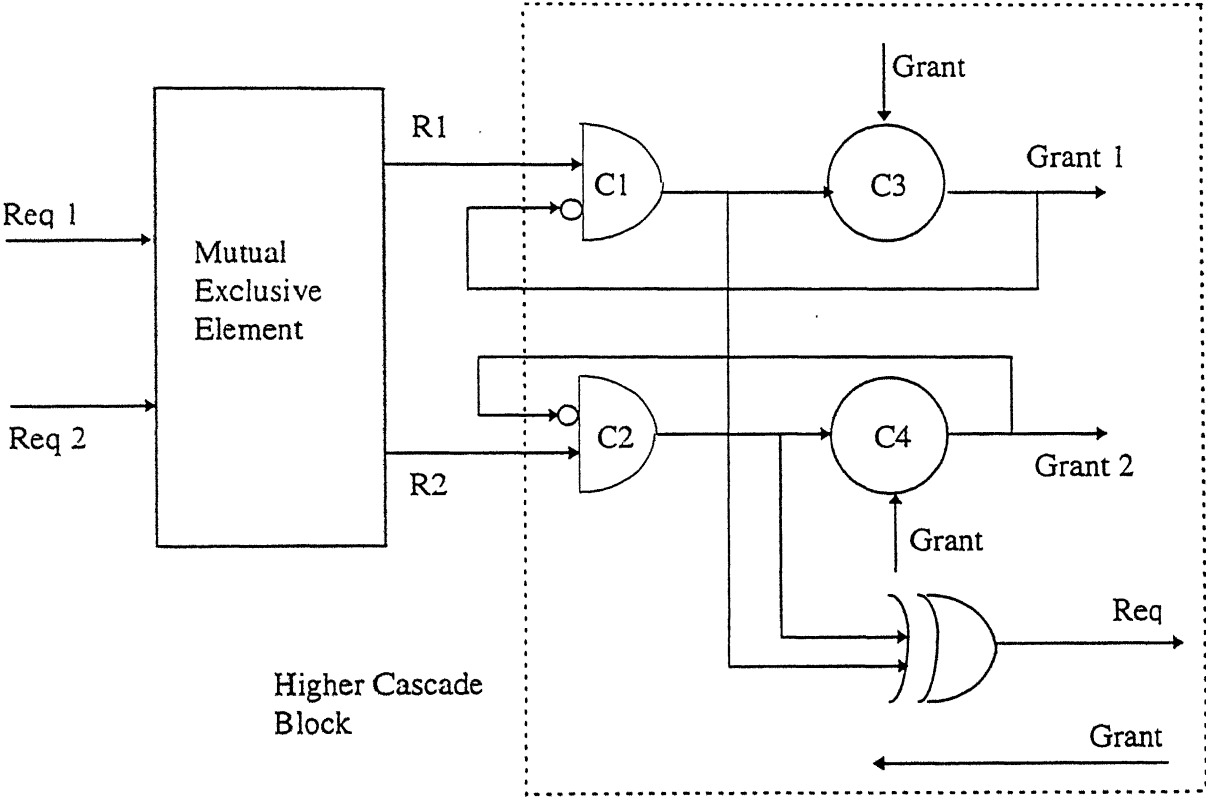 Grant
R1
C1
C3
Grant 1
Req 1
Mutual
Exclusive
Element
Req 2
C2
C4
R2
Grant 2
Grant
Req
Higher Cascade
Block
Grant